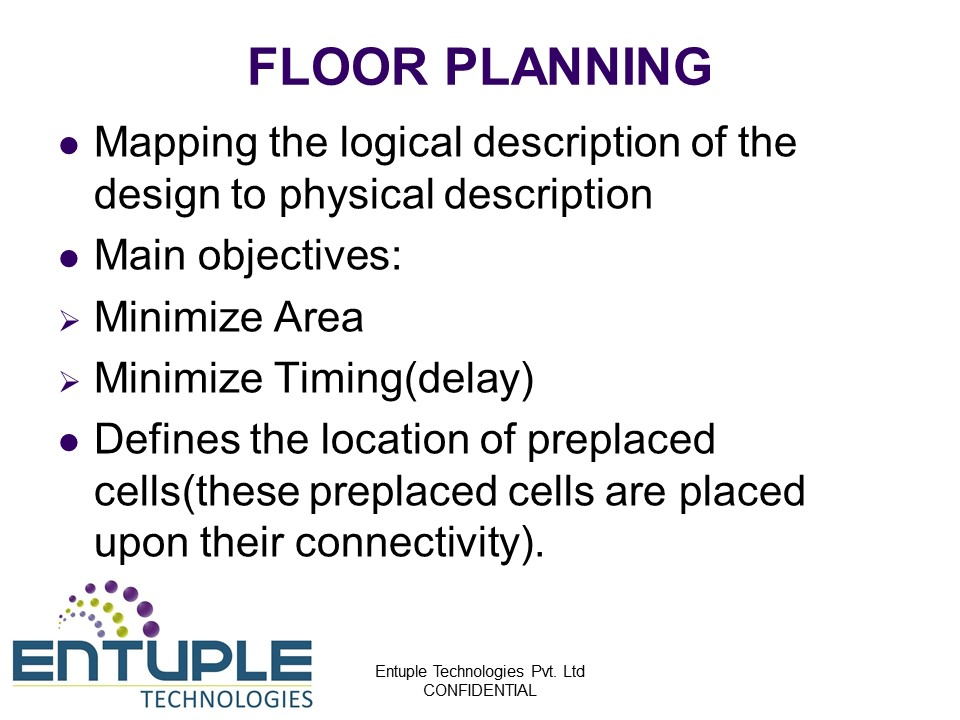 FLOOR PLANNING
Mapping the logical description of the
design to physical description
Main objectives:
Minimize Area
Minimize Timing(delay)
Defines the location of preplaced
cells(these preplaced cells are placed
upon their connectivity).
ENTUPLE
TECHNOLOGIES
Entuple Technologies Pvt. Ltd
CONFIDENTIAL